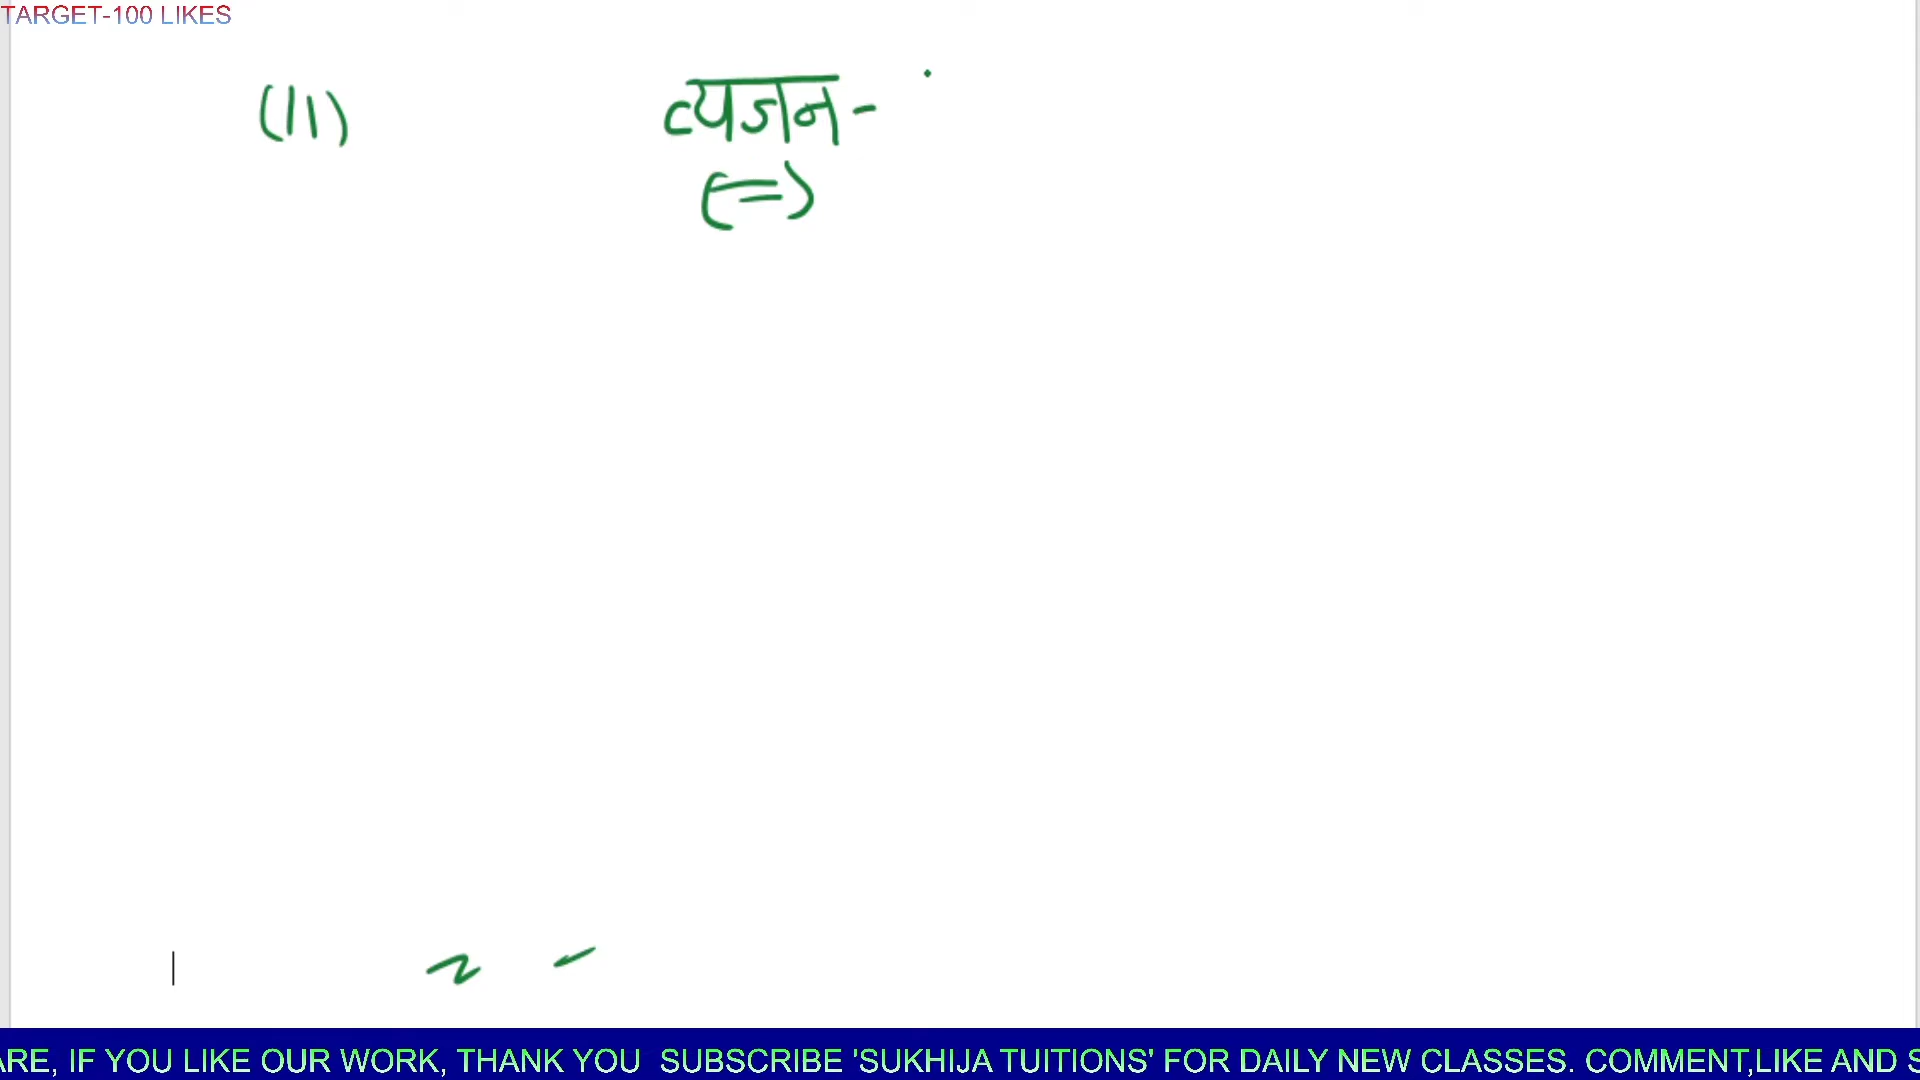 TARGET-100 LIKES
(11) व्यजन-
(=)
ARE, IF YOU LIKE OUR WORK, THANK YOU SUBSCRIBE 'SUKHIJA TUITIONS' FOR DAILY NEW CLASSES. COMMENT,LIKE AND S